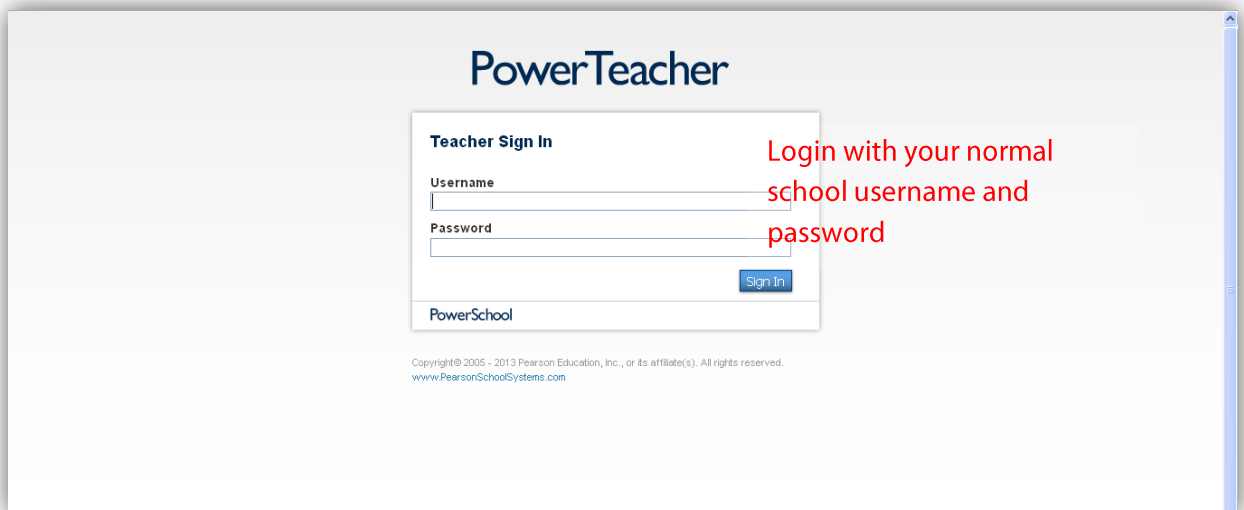 PowerTeacher
Teacher Sign In
Login with your normal
school username and
password
Username
Password
Sign In
PowerSchool
Copyright© 2005 - 2013 Pearson Education, Inc., or its affiliate(s). All rights reserved.
www.PearsonSchoolSystems.com